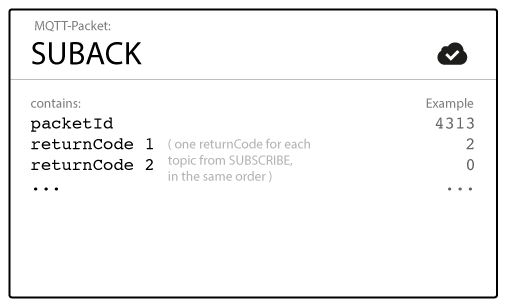 MQTT-Packet:
SUBACK
contains: Example
packetId 4313
returnCode 1 ( one returnCode for each 2
topic from SUBSCRIBE,
returnCode 2 0
in the same order )
... ...